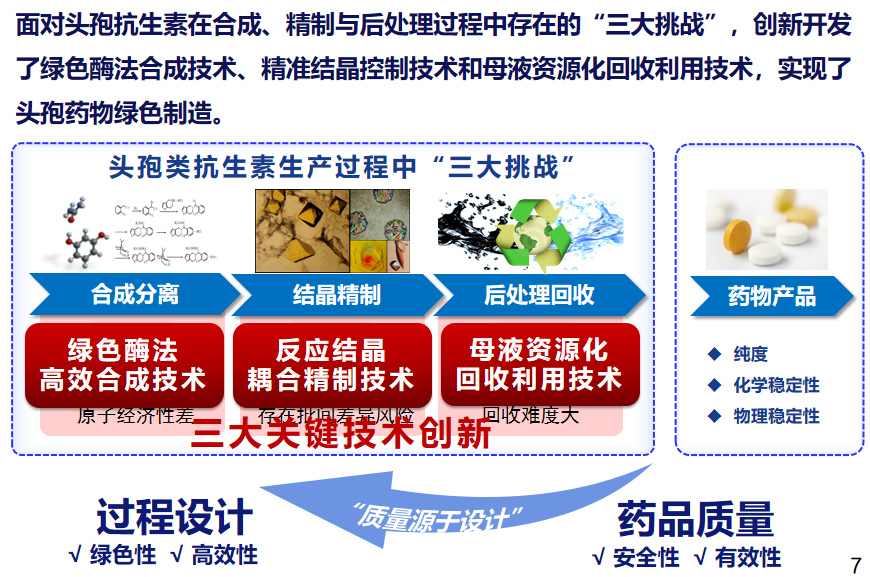 面对头孢抗生素在合成、精制与后处理过程中存在的“三大挑战”，创新开发
了绿色酶法合成技术、精准结晶控制技术和母液资源化回收利用技术，实现了
头孢药物绿色制造。
头孢类抗生素生产过程中“三大挑战”
合成分离
结晶精制
后处理回收
药物产品
绿色酶法
高效合成技术
反应结晶
耦合精制技术
母液资源化
回收利用技术
原子经济性差
存在批间差异风险
回收难度大
三大关键技术创新
◆ 纯度
◆ 化学稳定性
◆ 物理稳定性
“质量源于设计”
过程设计
√ 绿色性 √ 高效性
药品质量
√ 安全性 √ 有效性
7